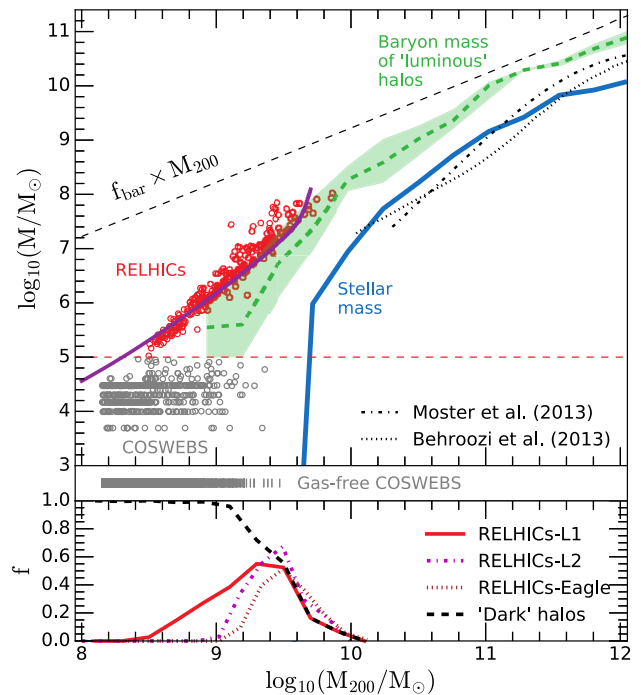 11
10
9
8
7
6
5
4
3
log₁₀(M/M⊙)
Baryon mass
of 'luminous'
halos
f_bar × M₂₀₀
RELHICs
Stellar
mass
COSWEBS
Moster et al. (2013)
Behroozi et al. (2013)
Gas-free COSWEBS
1.0
0.8
0.6
0.4
0.2
0.0
f
RELHICs-L1
RELHICs-L2
RELHICs-Eagle
'Dark' halos
8 9 10 11 12
log₁₀(M₂₀₀/M⊙)